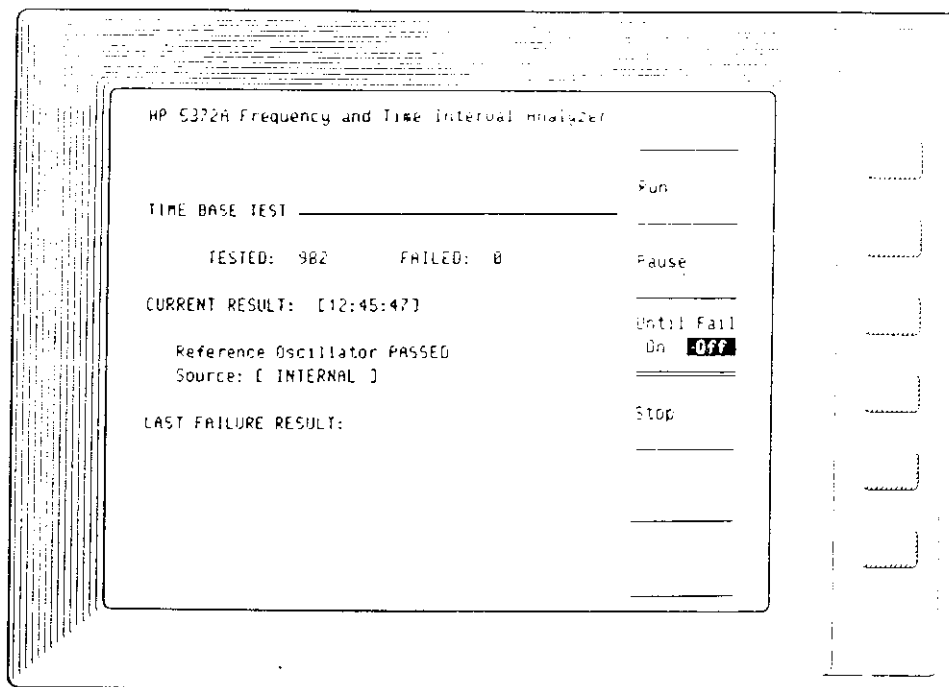 HP 5372A Frequency and Time Interval Analyzer
Run
TIME BASE TEST
TESTED: 982 FAILED: 0
Pause
CURRENT RESULT: [12:45:47]
Until Fail
On Off
Reference Oscillator PASSED
Source: [ INTERNAL ]
Stop
LAST FAILURE RESULT: